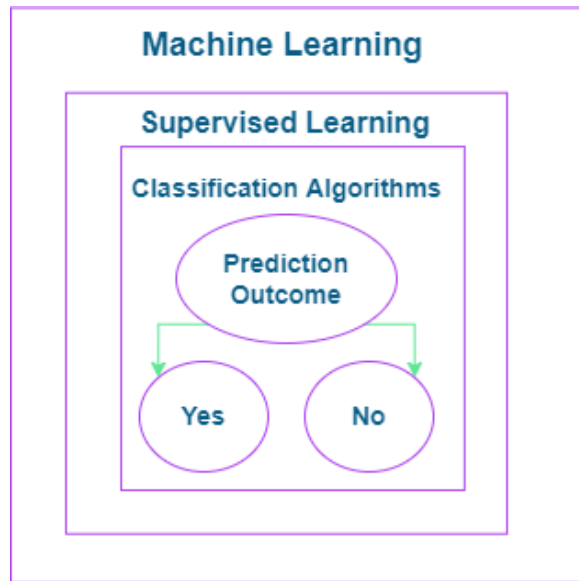 Machine Learning
Supervised Learning
Classification Algorithms
Prediction
Outcome
Yes
No